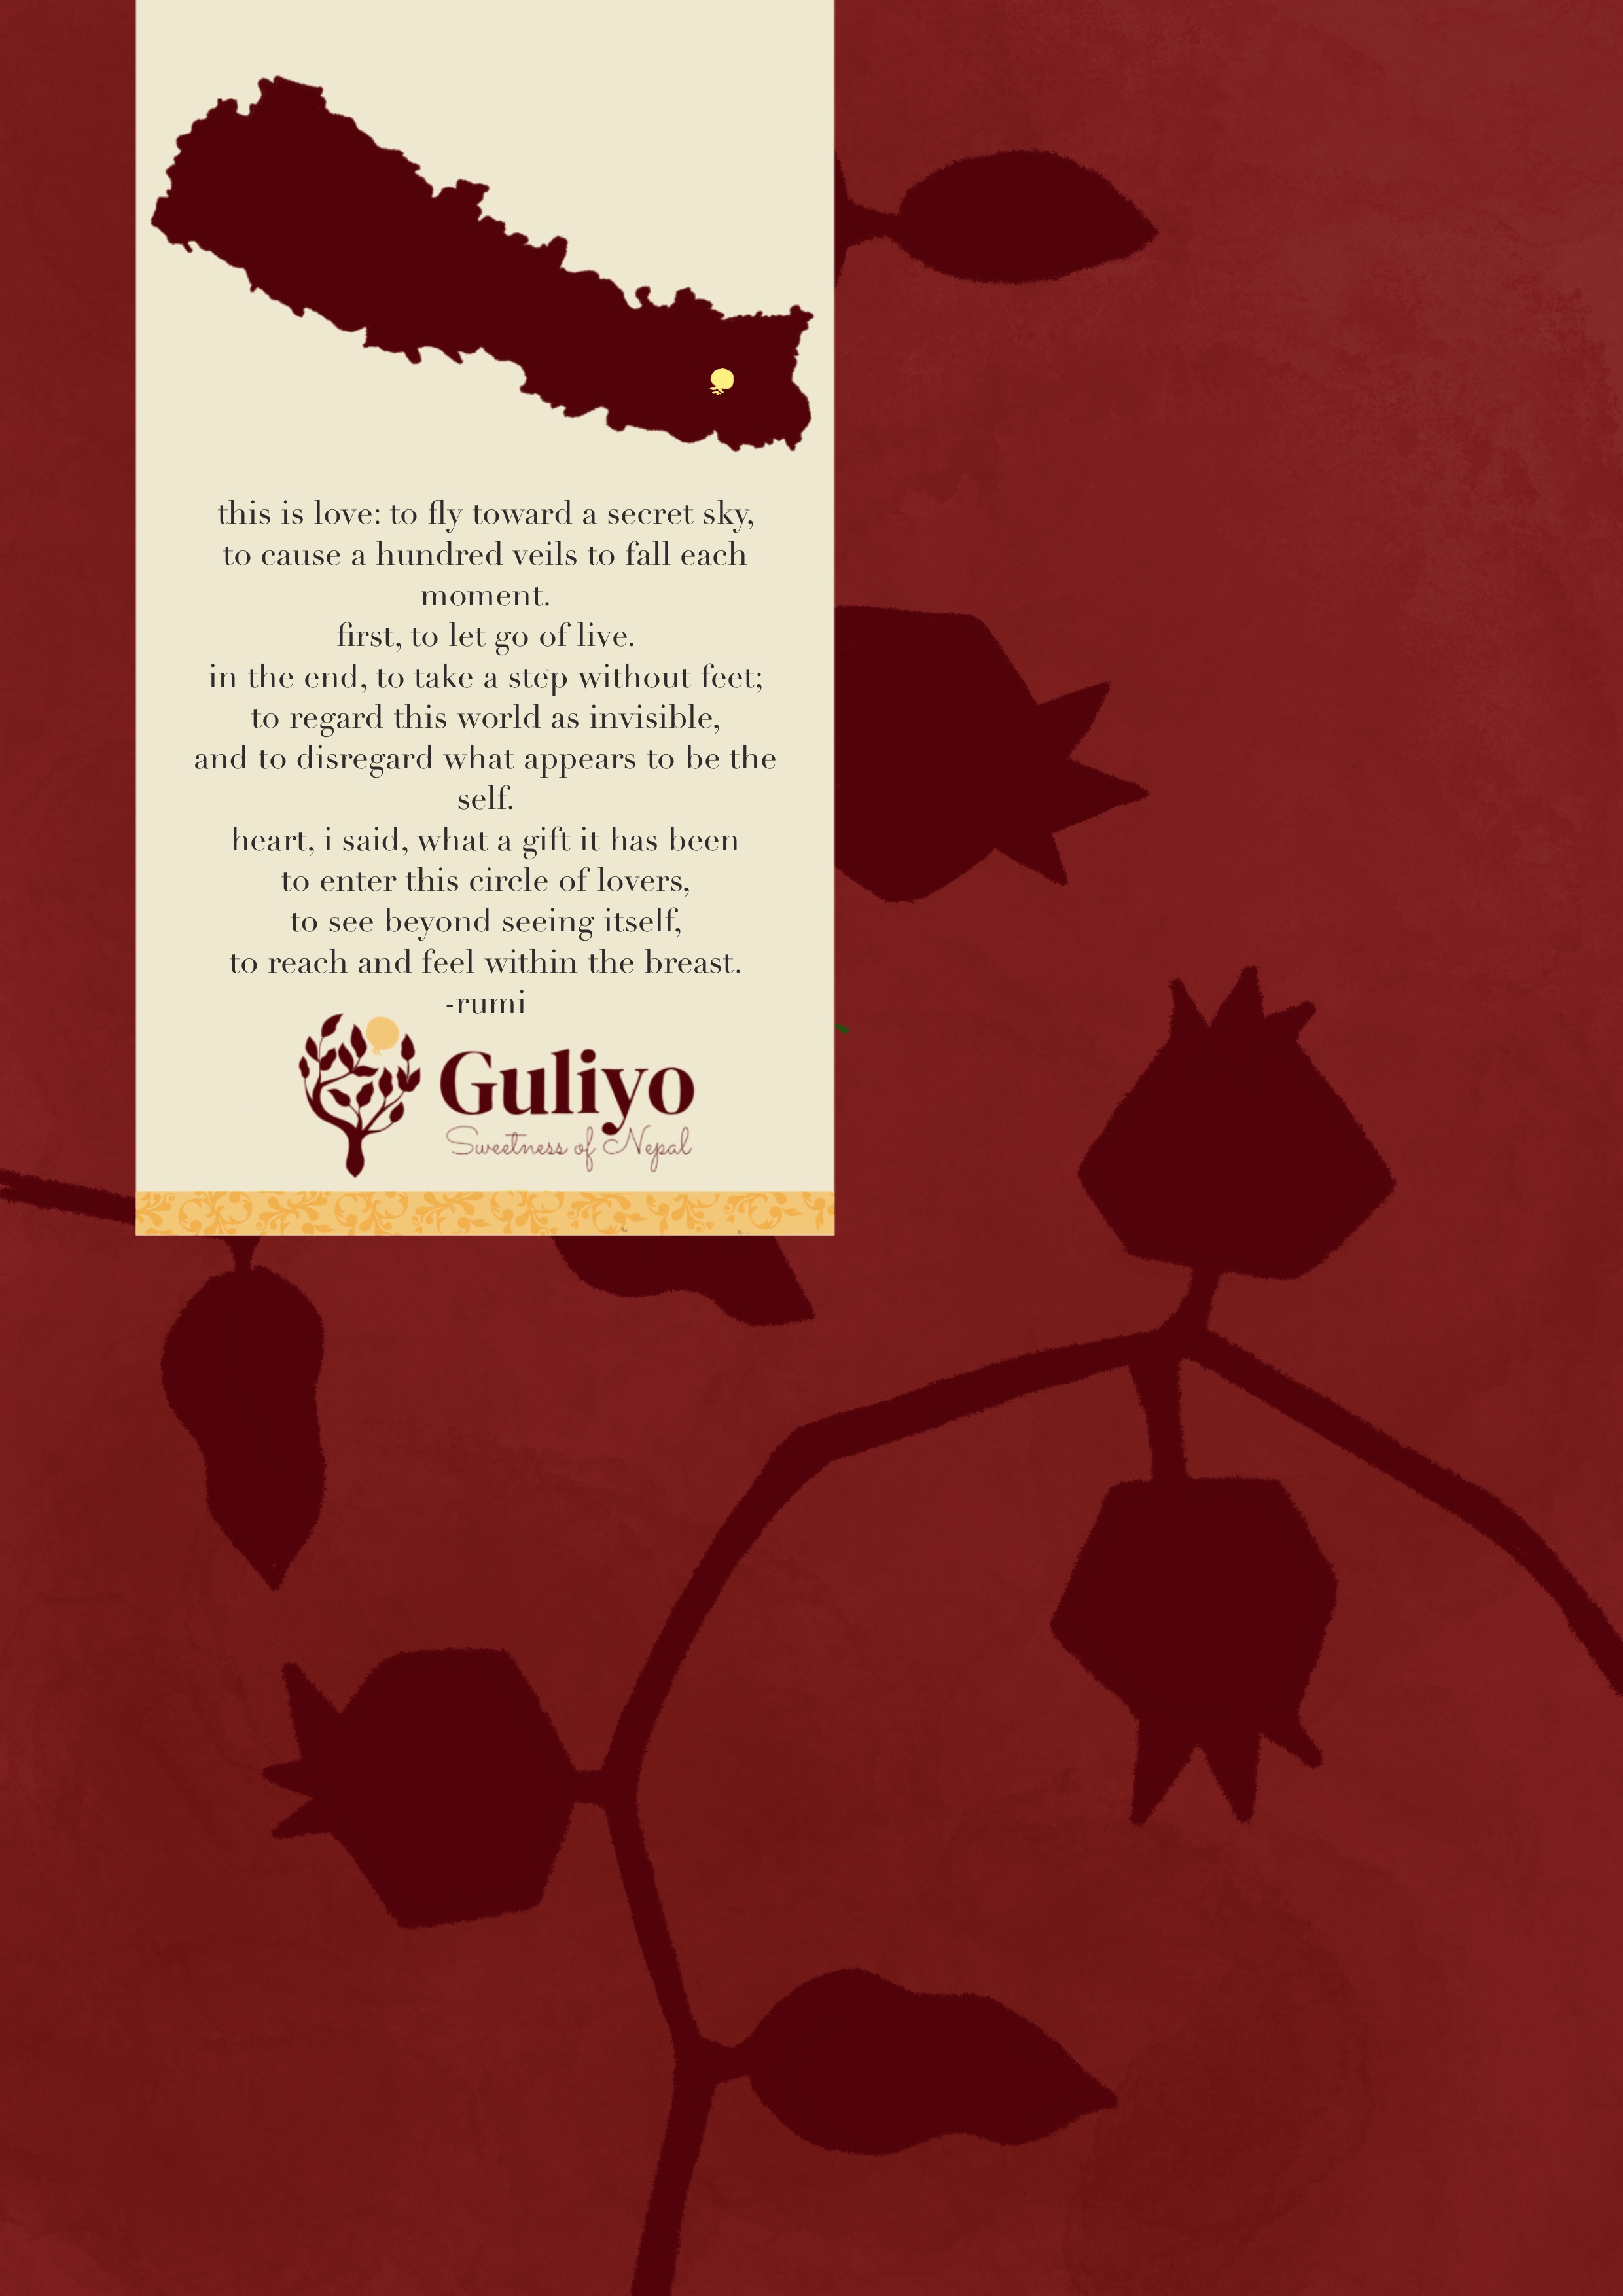 this is love: to fly toward a secret sky,
to cause a hundred veils to fall each
moment.
first, to let go of live.
in the end, to take a step without feet;
to regard this world as invisible,
and to disregard what appears to be the
self.
heart, i said, what a gift it has been
to enter this circle of lovers,
to see beyond seeing itself,
to reach and feel within the breast.
-rumi
Guliyo
Sweetness of Nepal